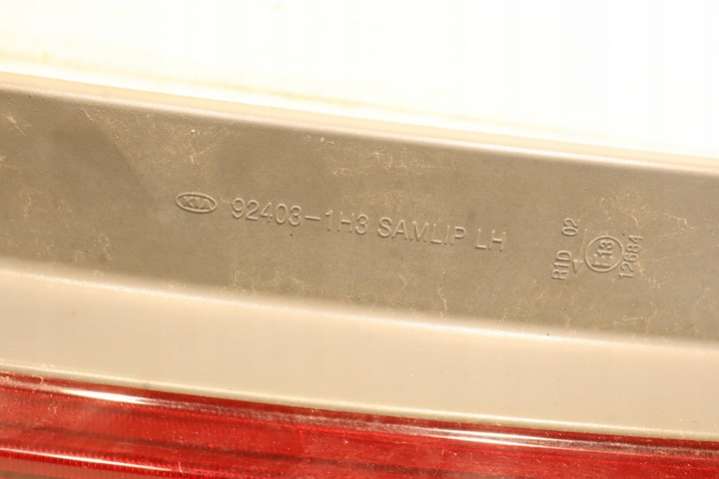 KIA 92403-1H3 SAMLIP LH
RID 02
E13
12684